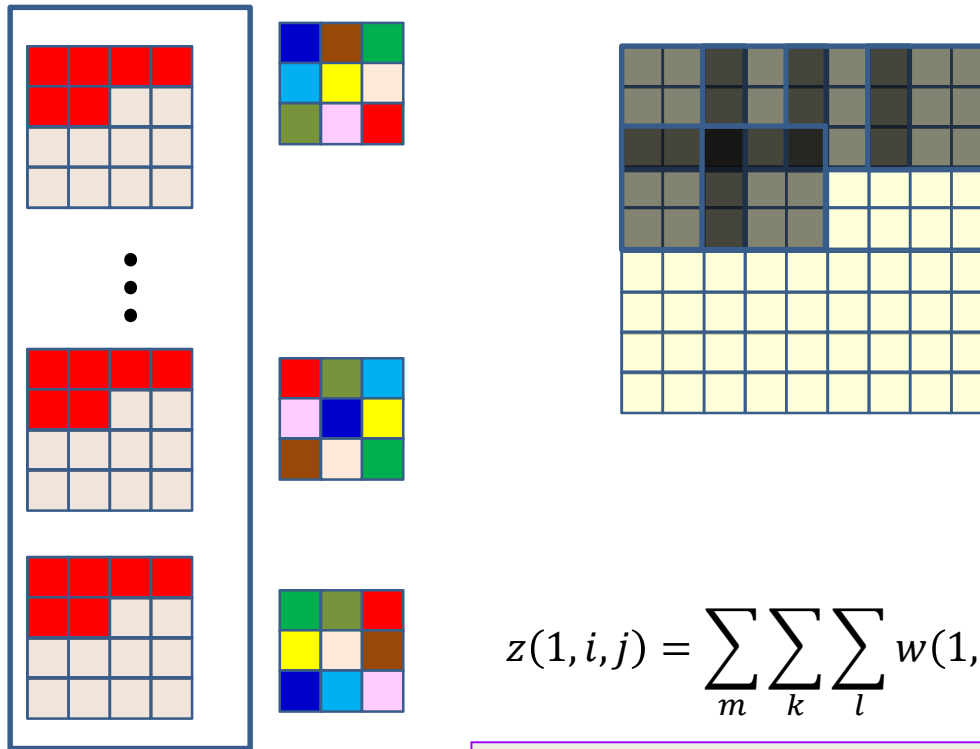 z(1, i, j) = ∑ₘ ∑ₖ ∑ₗ w(1,